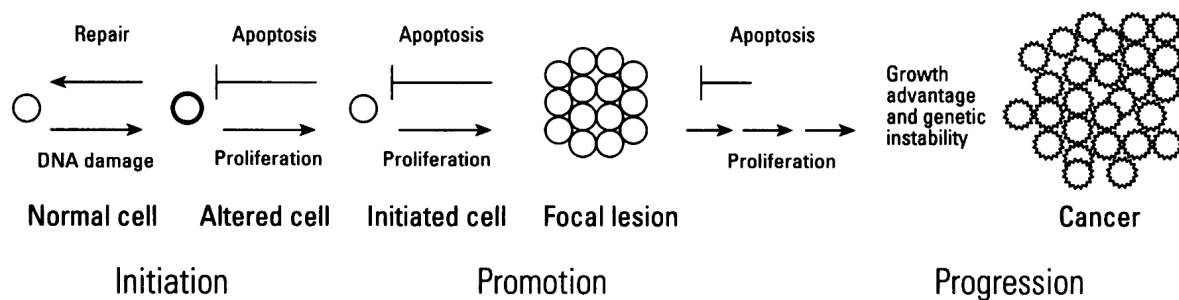 Repair
Apoptosis
Apoptosis
Apoptosis
Growth
advantage
and genetic
instability
DNA damage
Proliferation
Proliferation
Proliferation
Normal cell
Altered cell
Initiated cell
Focal lesion
Cancer
Initiation
Promotion
Progression